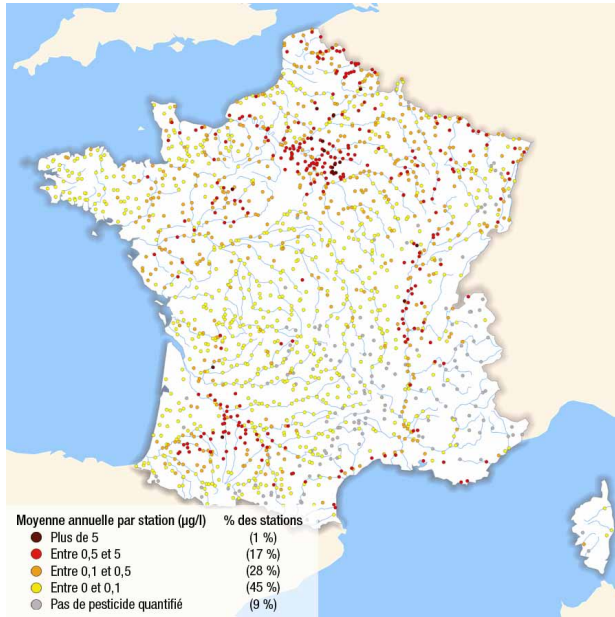 Moyenne annuelle par station (µg/l) % des stations
Plus de 5 (1 %)
Entre 0,5 et 5 (17 %)
Entre 0,1 et 0,5 (28 %)
Entre 0 et 0,1 (45 %)
Pas de pesticide quantifié (9 %)